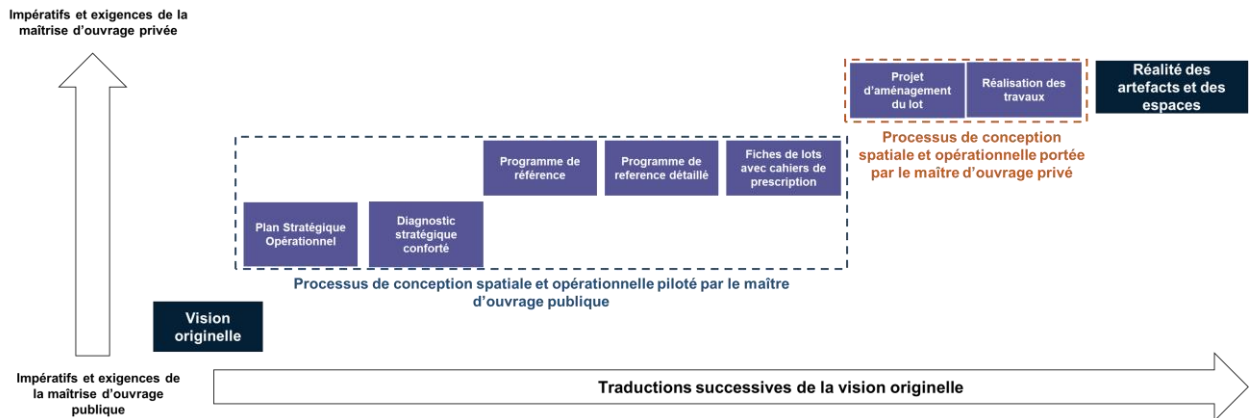 Impératifs et exigences de la
maîtrise d'ouvrage privée
Projet
d'aménagement
du lot
Réalisation des
travaux
Réalité des
artefacts et des
espaces
Processus de conception
spatiale et opérationnelle portée
par le maître d'ouvrage privé
Programme de
référence
Programme de
reference détaillé
Fiches de lots
avec cahiers de
prescription
Plan Stratégique
Opérationnel
Diagnostic
stratégique
conforté
Processus de conception spatiale et opérationnelle piloté par le maître
d'ouvrage publique
Vision
originelle
Impératifs et exigences de
la maîtrise d'ouvrage
publique
Traductions successives de la vision originelle